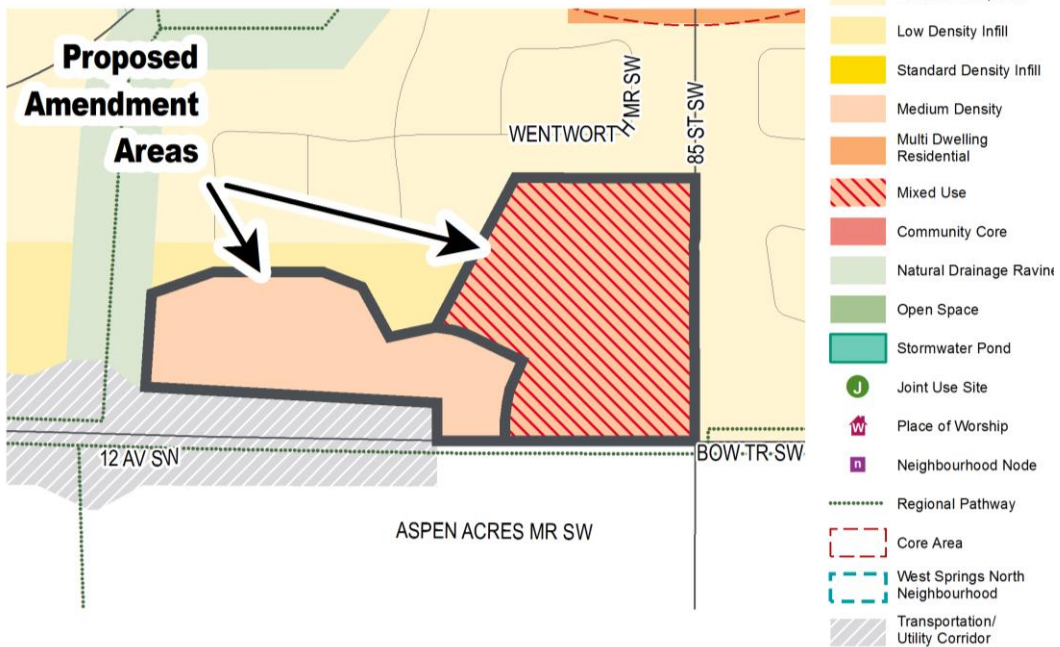 Proposed
Amendment
Areas
WENTWORT
H MR SW
85 ST SW
12 AV SW
BOW TR SW
ASPEN ACRES MR SW
Low Density Infill
Standard Density Infill
Medium Density
Multi Dwelling
Residential
Mixed Use
Community Core
Natural Drainage Ravine
Open Space
Stormwater Pond
J
Joint Use Site
W
Place of Worship
n
Neighbourhood Node
Regional Pathway
Core Area
West Springs North
Neighbourhood
Transportation/
Utility Corridor